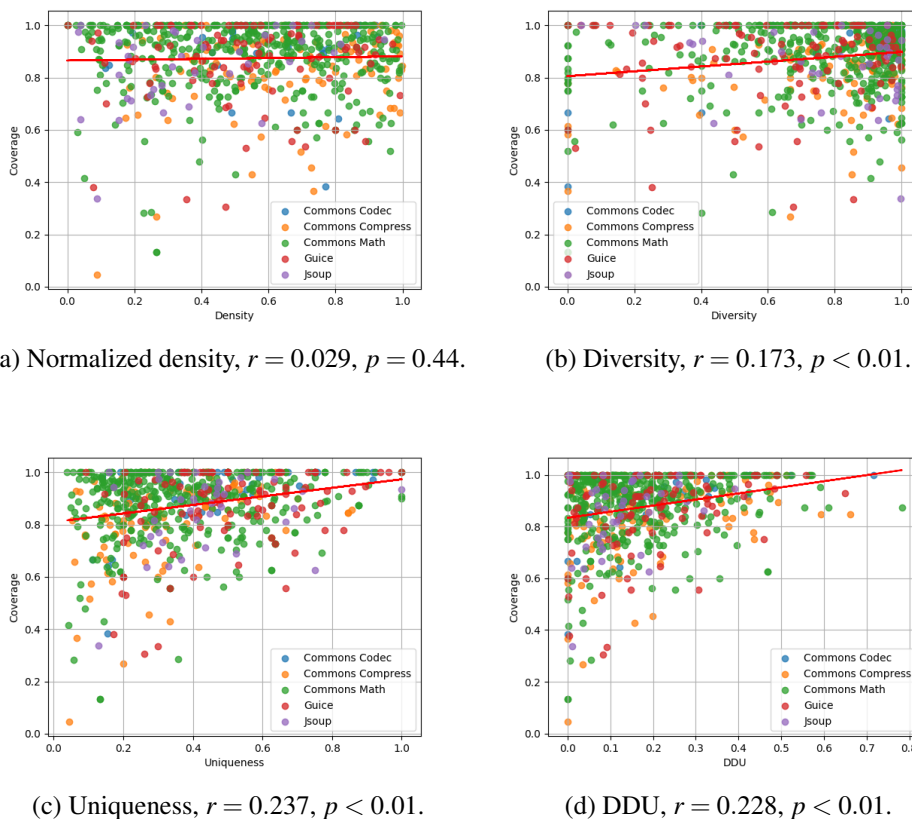 1.0
0.8
0.6
0.4
0.2
0.0
Coverage
0.0 0.2 0.4 0.6 0.8 1.0
Density
Commons Codec
Commons Compress
Commons Math
Guice
Jsoup
1.0
0.8
0.6
0.4
0.2
0.0
Coverage
0.0 0.2 0.4 0.6 0.8 1.0
Diversity
Commons Codec
Commons Compress
Commons Math
Guice
Jsoup
a) Normalized density, r = 0.029, p = 0.44.
(b) Diversity, r = 0.173, p < 0.01.
1.0
0.8
0.6
0.4
0.2
0.0
Coverage
0.0 0.2 0.4 0.6 0.8 1.0
Uniqueness
Commons Codec
Commons Compress
Commons Math
Guice
Jsoup
1.0
0.8
0.6
0.4
0.2
0.0
Coverage
0.0 0.1 0.2 0.3 0.4 0.5 0.6 0.7
DDU
Commons Codec
Commons Compress
Commons Math
Guice
Jsoup
(c) Uniqueness, r = 0.237, p < 0.01.
(d) DDU, r = 0.228, p < 0.01.